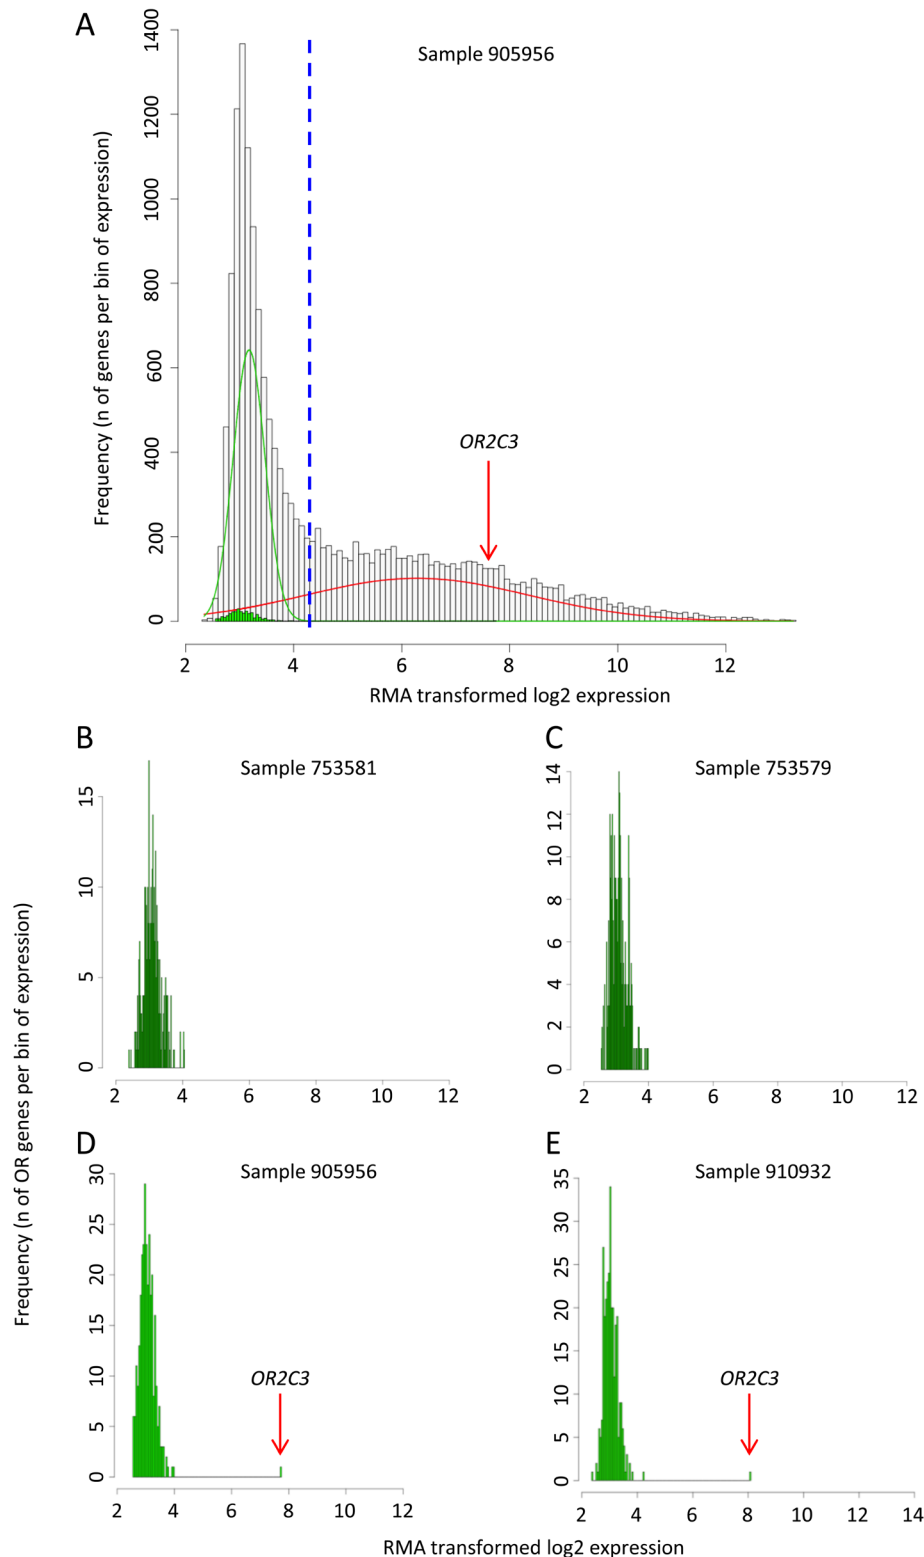 A
Sample 905956
Frequency (n of genes per bin of expression)
1400
1200
1000
800
600
400
200
0
OR2C3
2 4 6 8 10 12
RMA transformed log2 expression
B
Sample 753581
15
10
5
0
2 4 6 8 10 12
C
Sample 753579
14
12
10
8
6
4
2
0
2 4 6 8 10 12
Frequency (n of OR genes per bin of expression)
D
Sample 905956
30
25
20
15
10
5
0
OR2C3
2 4 6 8 10 12
E
Sample 910932
35
30
25
20
15
10
5
0
OR2C3
2 4 6 8 10 12 14
RMA transformed log2 expression